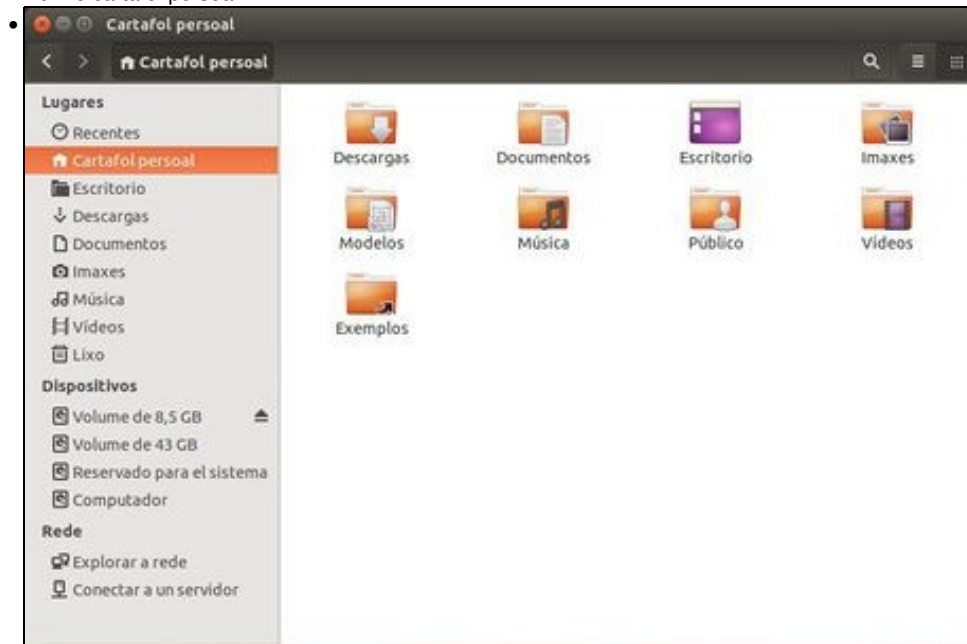 Cartafol persoal
Cartafol persoal
Lugares
Recentes
Cartafol persoal
Escritorio
Descargas
Documentos
Imaxes
Música
Vídeos
Lixo
Dispositivos
Volume de 8,5 GB
Volume de 43 GB
Reservado para el sistema
Computador
Rede
Explorar a rede
Conectar a un servidor
Descargas Documentos Escritorio Imaxes
Modelos Música Público Vídeos
Exemplos